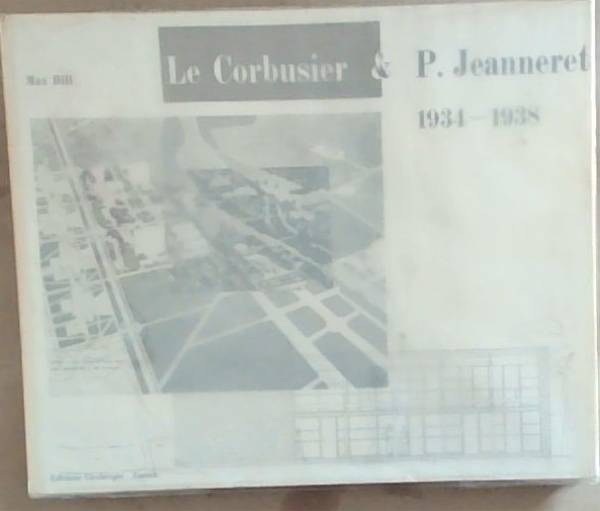 Max Bill
Le Corbusier & P. Jeanneret
1934-1938